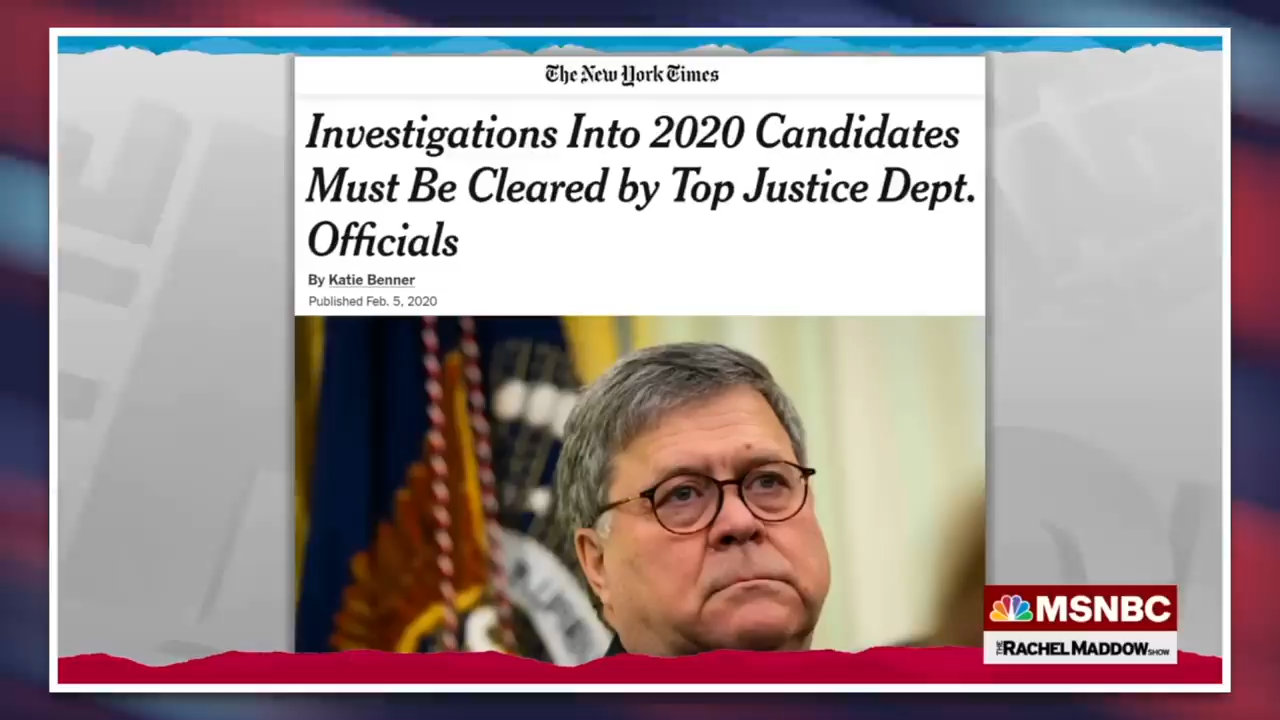 The New York Times
Investigations Into 2020 Candidates
Must Be Cleared by Top Justice Dept.
Officials
By Katie Benner
Published Feb. 5, 2020
MSNBC
THE RACHEL MADDOW SHOW